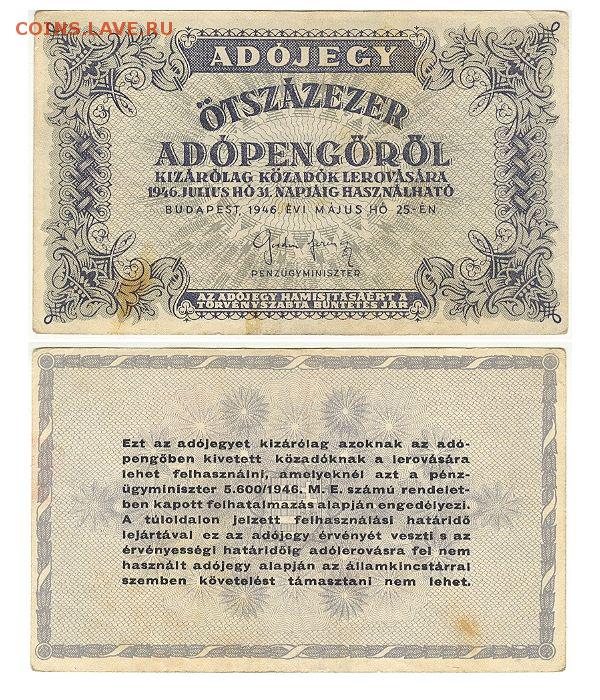 COINS.LAVE.RU
ADÓJEGY
ÖTSZÁZEZER
ADÓPENGŐRŐL
KIZÁRÓLAG KÖZADÓK LEROVÁSÁRA
1946. JULIUS HÓ 31. NAPJÁIG HASZNÁLHATÓ
BUDAPEST, 1946. ÉVI MÁJUS HÓ 25-ÉN
PÉNZÜGYMINISZTER
AZ ADÓJEGY HAMISITÁSAÉRT A
TÖRVÉNYSZABTA BÜNTETÉS JÁR
Ezt az adójegyet kizárólag azoknak az adó-
pengőben kivetett közadóknak a lerovására
lehet felhasználni, amelyeknél azt a pénz-
ügyminiszter 5.600/1946. M. E. számú rendelet-
ben kapott felhatalmazás alapján engedélyezi.
A túloldalon jelzett felhasználási határidő
lejártával ez az adójegy érvényét veszti s az
érvényességi határidőig adólerovásra fel nem
használt adójegy alapján az államkincstárral
szemben követelést támasztani nem lehet.